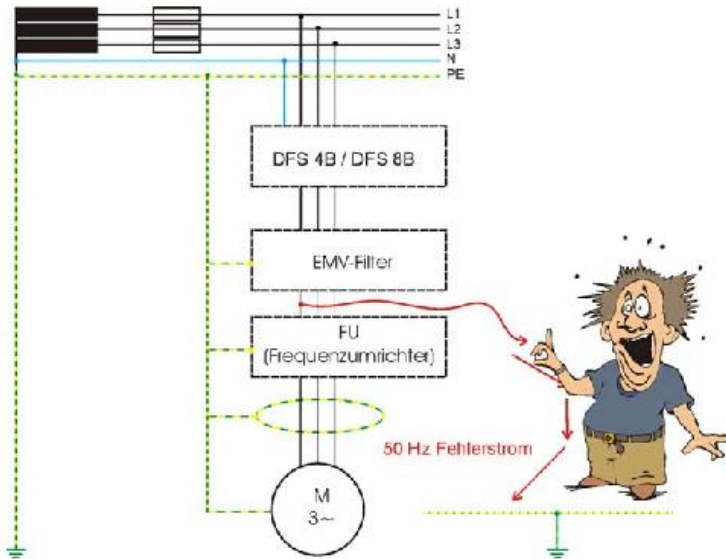 L1
L2
L3
N
PE
DFS 4B / DFS 8B
EMV-Filter
FU
(Frequenzumrichter)
50 Hz Fehlerstrom
M
3~